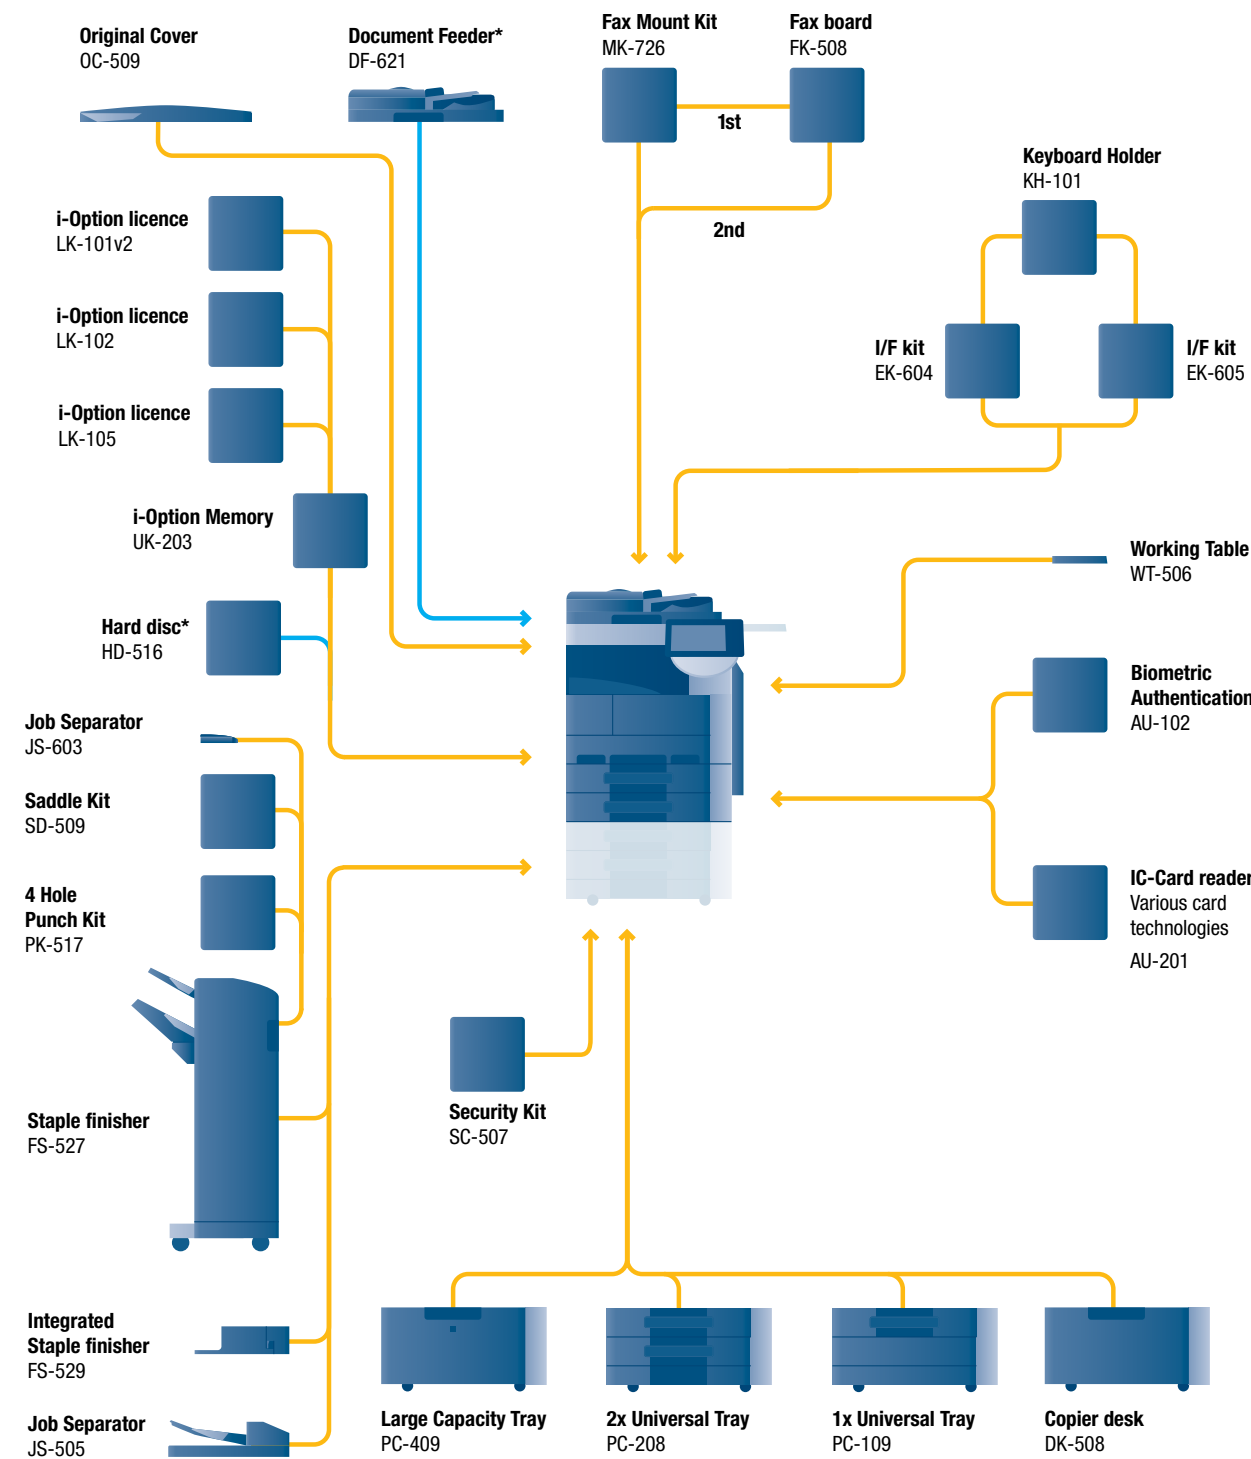 Original Cover
OC-509
Document Feeder*
DF-621
Fax Mount Kit
MK-726
Fax board
FK-508
1st
2nd
Keyboard Holder
KH-101
I/F kit
EK-604
I/F kit
EK-605
i-Option licence
LK-101v2
i-Option licence
LK-102
i-Option licence
LK-105
i-Option Memory
UK-203
Hard disc*
HD-516
Working Table
WT-506
Biometric
Authentication
AU-102
IC-Card reader
Various card
technologies
AU-201
Job Separator
JS-603
Saddle Kit
SD-509
4 Hole
Punch Kit
PK-517
Staple finisher
FS-527
Security Kit
SC-507
Integrated
Staple finisher
FS-529
Job Separator
JS-505
Large Capacity Tray
PC-409
2x Universal Tray
PC-208
1x Universal Tray
PC-109
Copier desk
DK-508